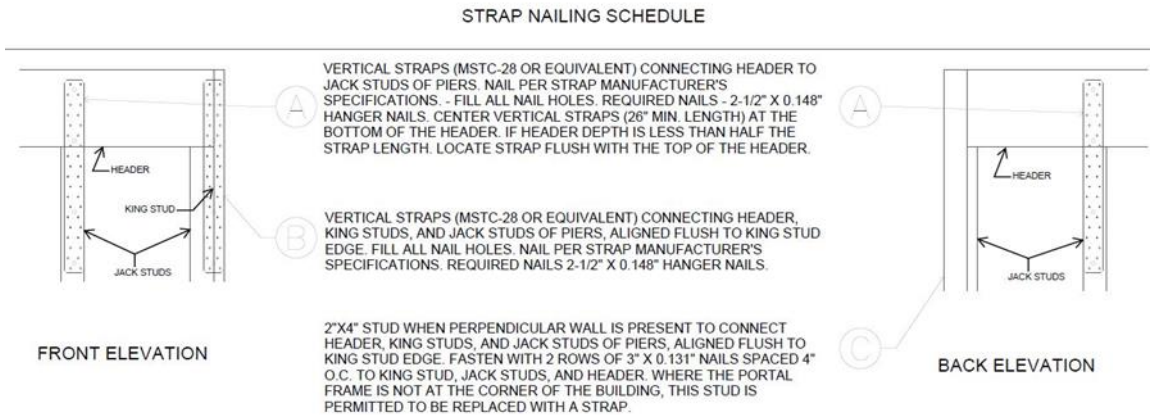 STRAP NAILING SCHEDULE
VERTICAL STRAPS (MSTC-28 OR EQUIVALENT) CONNECTING HEADER TO
JACK STUDS OF PIERS. NAIL PER STRAP MANUFACTURER'S
SPECIFICATIONS. - FILL ALL NAIL HOLES. REQUIRED NAILS - 2-1/2" X 0.148"
HANGER NAILS. CENTER VERTICAL STRAPS (26" MIN. LENGTH) AT THE
BOTTOM OF THE HEADER. IF HEADER DEPTH IS LESS THAN HALF THE
STRAP LENGTH. LOCATE STRAP FLUSH WITH THE TOP OF THE HEADER.
A
A
HEADER
KING STUD
JACK STUDS
FRONT ELEVATION
B
VERTICAL STRAPS (MSTC-28 OR EQUIVALENT) CONNECTING HEADER,
KING STUDS, AND JACK STUDS OF PIERS, ALIGNED FLUSH TO KING STUD
EDGE. FILL ALL NAIL HOLES. NAIL PER STRAP MANUFACTURER'S
SPECIFICATIONS. REQUIRED NAILS 2-1/2" X 0.148" HANGER NAILS.
2"X4" STUD WHEN PERPENDICULAR WALL IS PRESENT TO CONNECT
HEADER, KING STUDS, AND JACK STUDS OF PIERS, ALIGNED FLUSH TO
KING STUD EDGE. FASTEN WITH 2 ROWS OF 3" X 0.131" NAILS SPACED 4"
O.C. TO KING STUD, JACK STUDS, AND HEADER. WHERE THE PORTAL
FRAME IS NOT AT THE CORNER OF THE BUILDING, THIS STUD IS
PERMITTED TO BE REPLACED WITH A STRAP.
C
HEADER
JACK STUDS
BACK ELEVATION